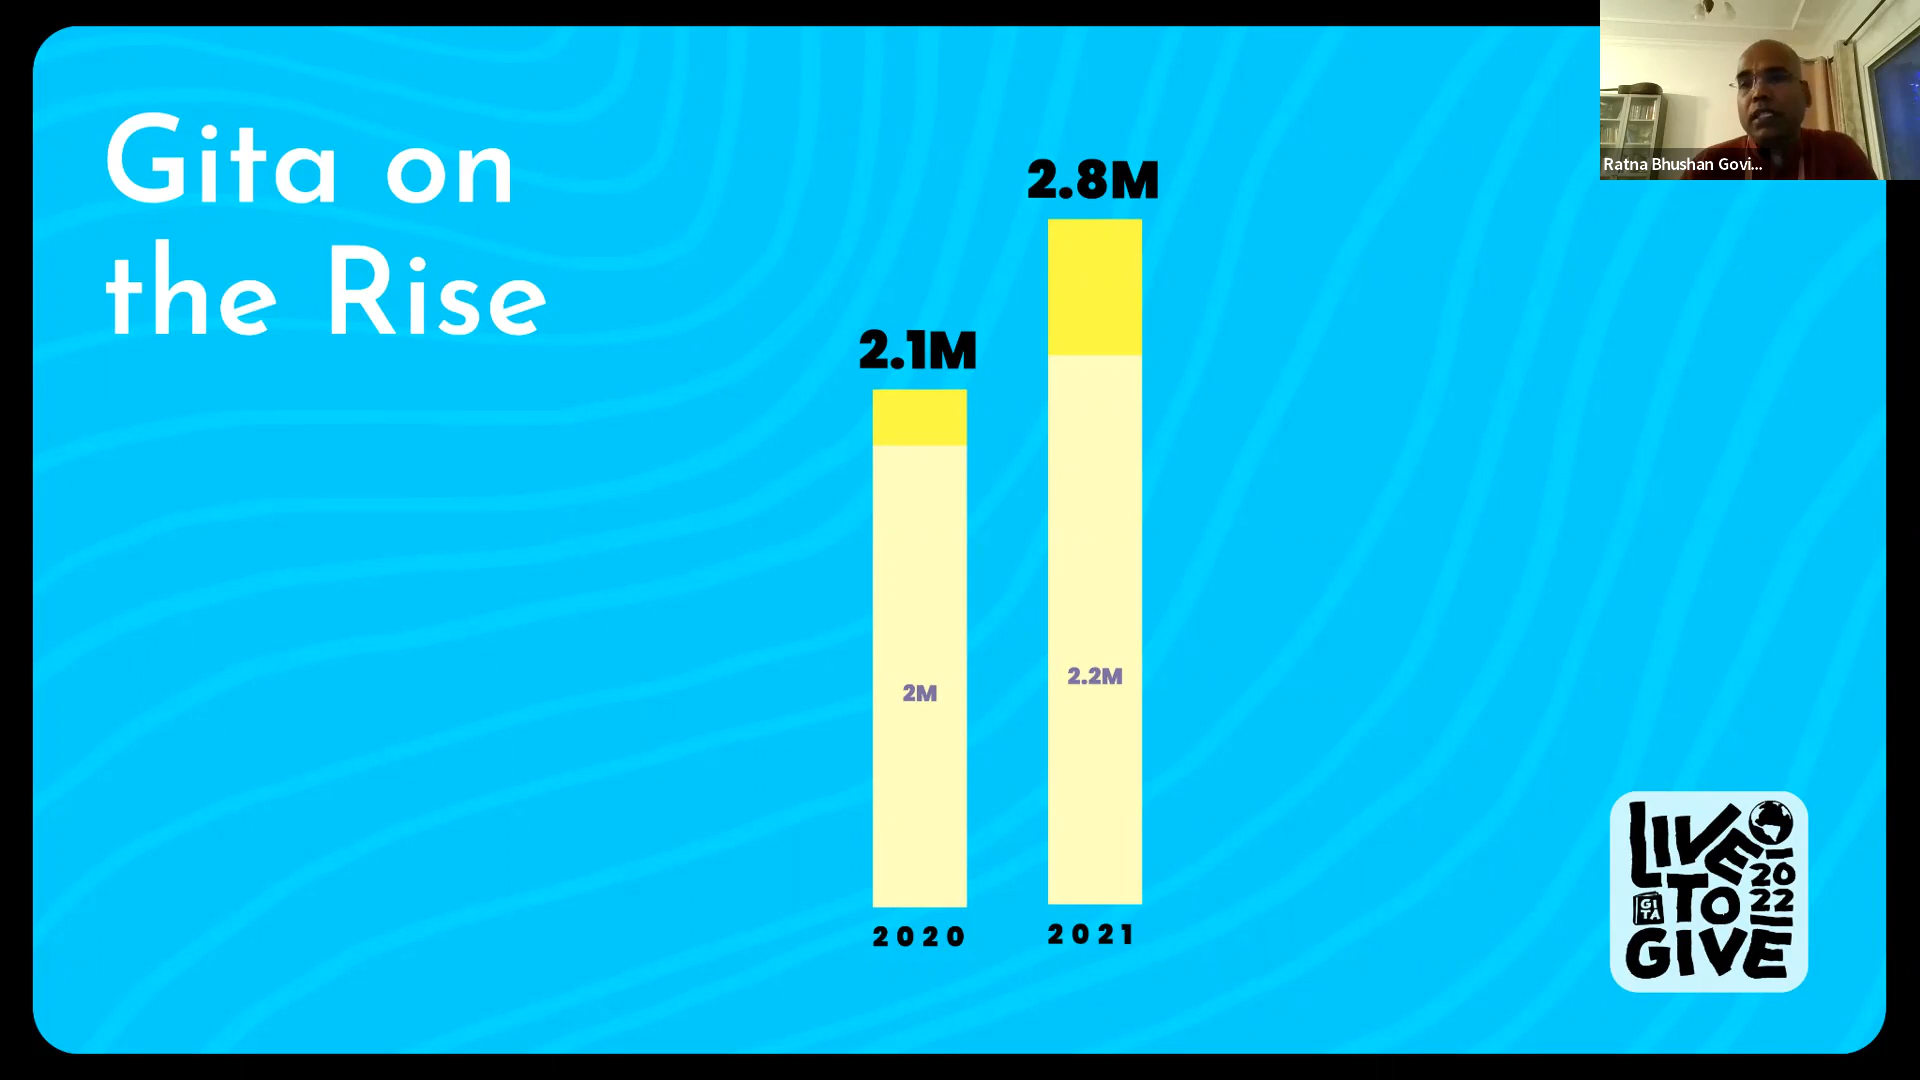 Gita on
the Rise
2.1M
2M
2020
2.8M
2.2M
2021
Ratna Bhushan Govi...
LIVE
TO
GIVE
2022
GITA